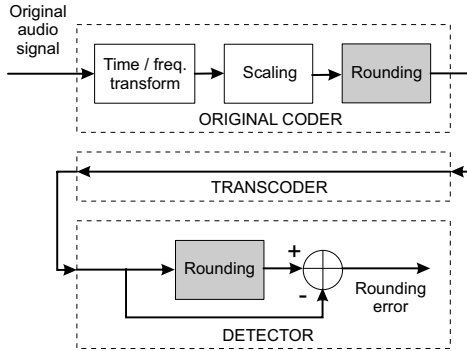 Original
audio
signal
Time / freq.
transform
Scaling
Rounding
ORIGINAL CODER
TRANSCODER
Rounding
+
-
Rounding
error
DETECTOR